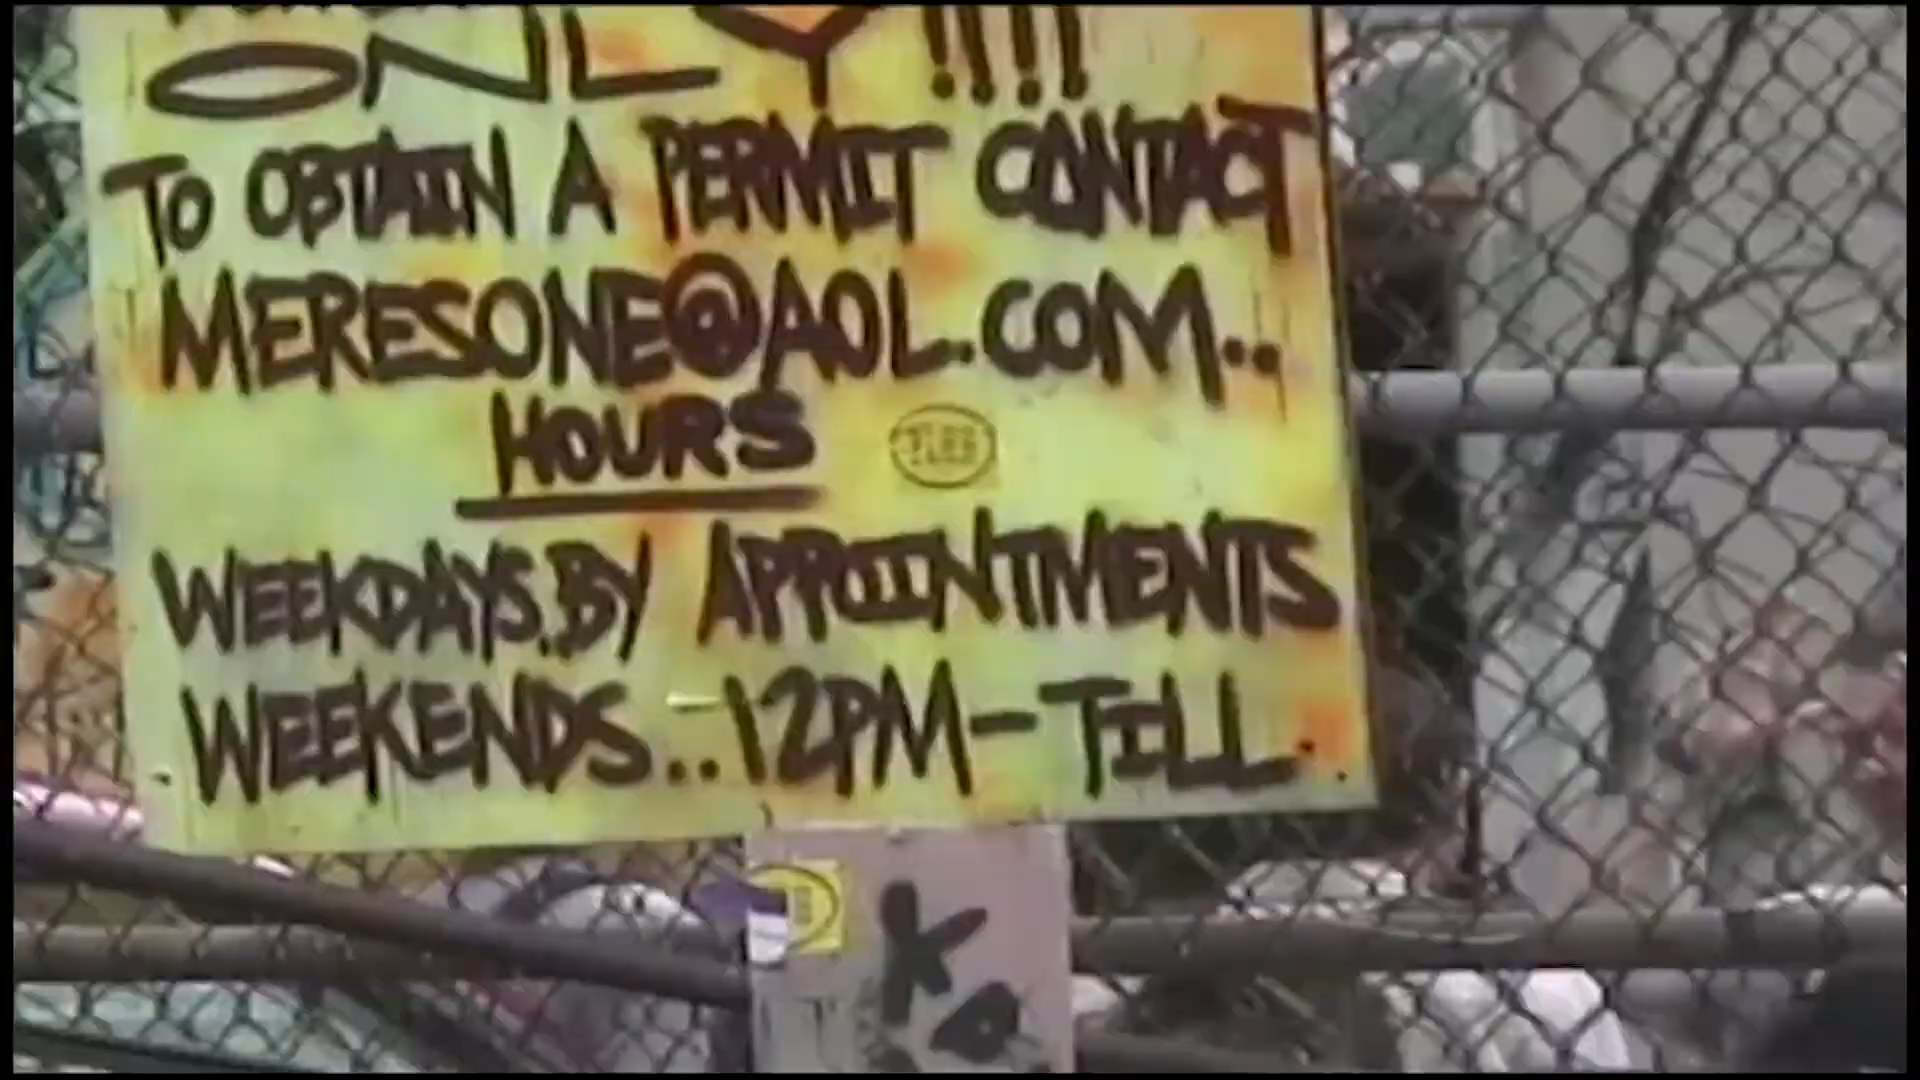 ONLY!!!!
TO OBTAIN A PERMIT CONTACT
MERESONE@AOL.COM..
HOURS
WEEKDAYS.BY APPOINTMENTS
WEEKENDS..12PM-TILL.